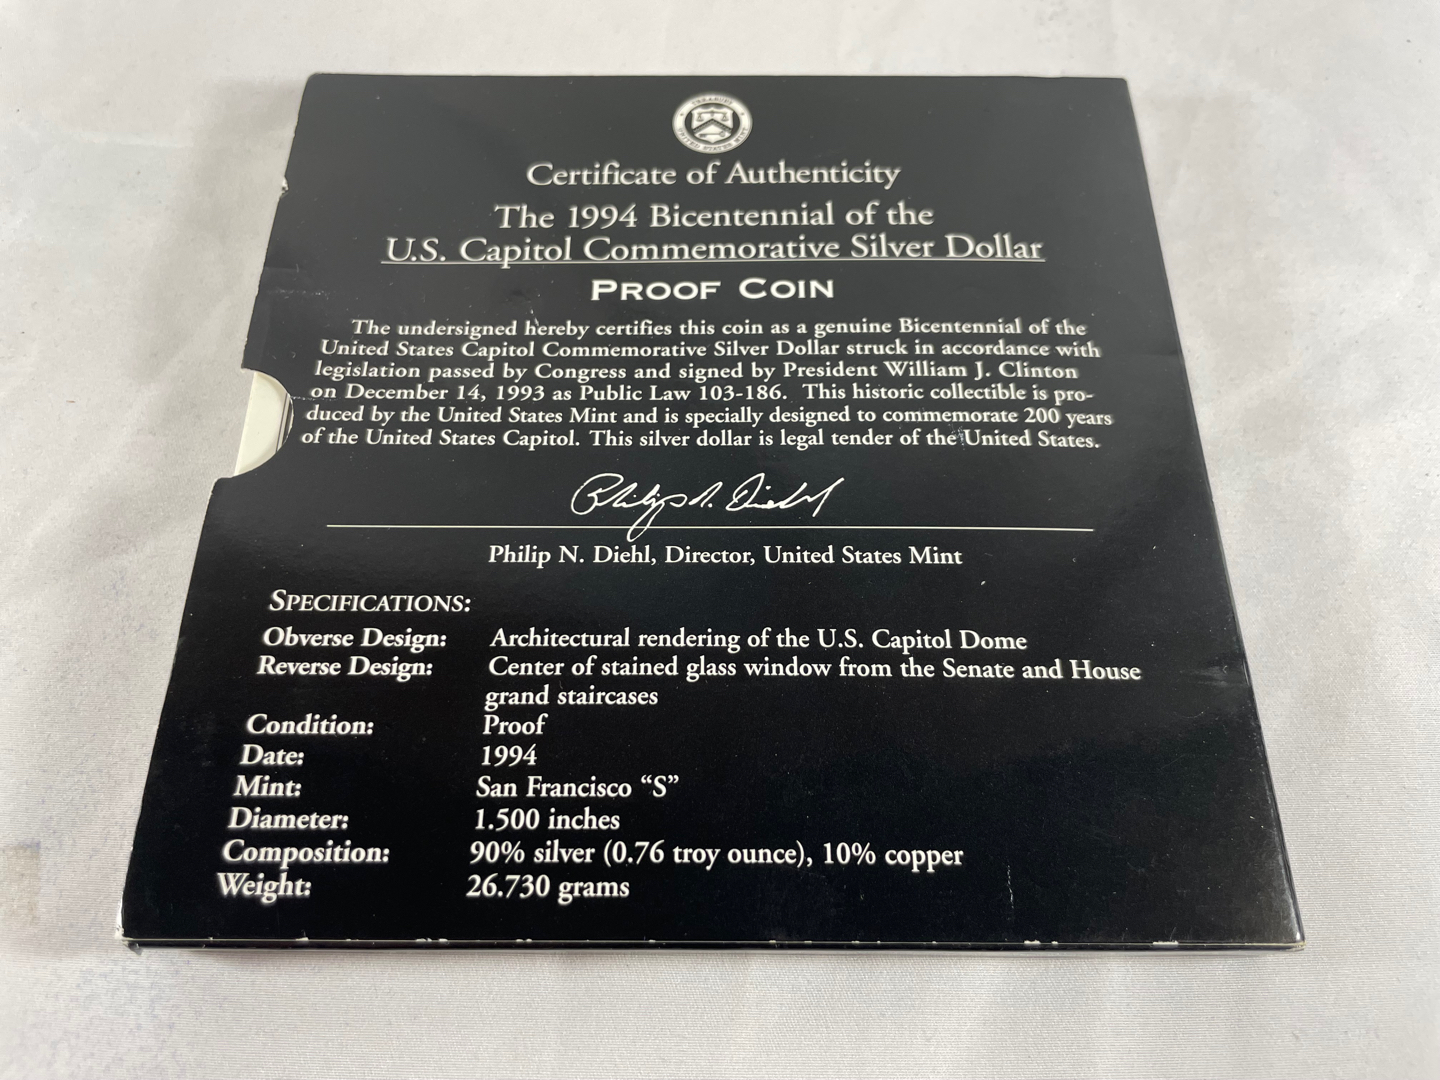 TREASURY
UNITED STATES MINT
Certificate of Authenticity
The 1994 Bicentennial of the
U.S. Capitol Commemorative Silver Dollar
PROOF COIN
The undersigned hereby certifies this coin as a genuine Bicentennial of the
United States Capitol Commemorative Silver Dollar struck in accordance with
legislation passed by Congress and signed by President William J. Clinton
on December 14, 1993 as Public Law 103-186. This historic collectible is pro-
duced by the United States Mint and is specially designed to commemorate 200 years
of the United States Capitol. This silver dollar is legal tender of the United States.
Philip N. Diehl
Philip N. Diehl, Director, United States Mint
SPECIFICATIONS:
Obverse Design: Architectural rendering of the U.S. Capitol Dome
Reverse Design: Center of stained glass window from the Senate and House
grand staircases
Condition: Proof
Date: 1994
Mint: San Francisco “S”
Diameter: 1.500 inches
Composition: 90% silver (0.76 troy ounce), 10% copper
Weight: 26.730 grams